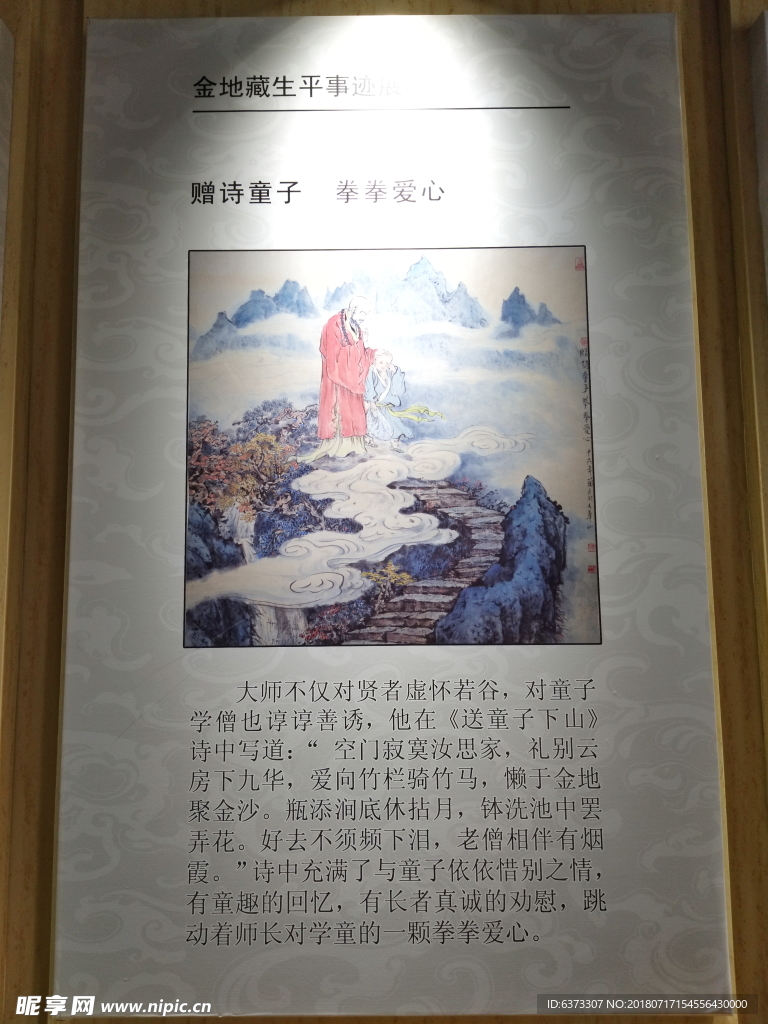 金地藏生平事迹展
赠诗童子 拳拳爱心
大师不仅对贤者虚怀若谷，对童子
学僧也谆谆善诱，他在《送童子下山》
诗中写道：“ 空门寂寞汝思家，礼别云
房下九华，爱向竹栏骑竹马，懒于金地
聚金沙。瓶添涧底休拈月，钵洗池中罢
弄花。好去不须频下泪，老僧相伴有烟
霞。”诗中充满了与童子依依惜别之情，
有童趣的回忆，有长者真诚的劝慰，跳
动着师长对学童的一颗拳拳爱心。
昵享网 www.nipic.cn
ID:6373307 NO:20180717154556430000